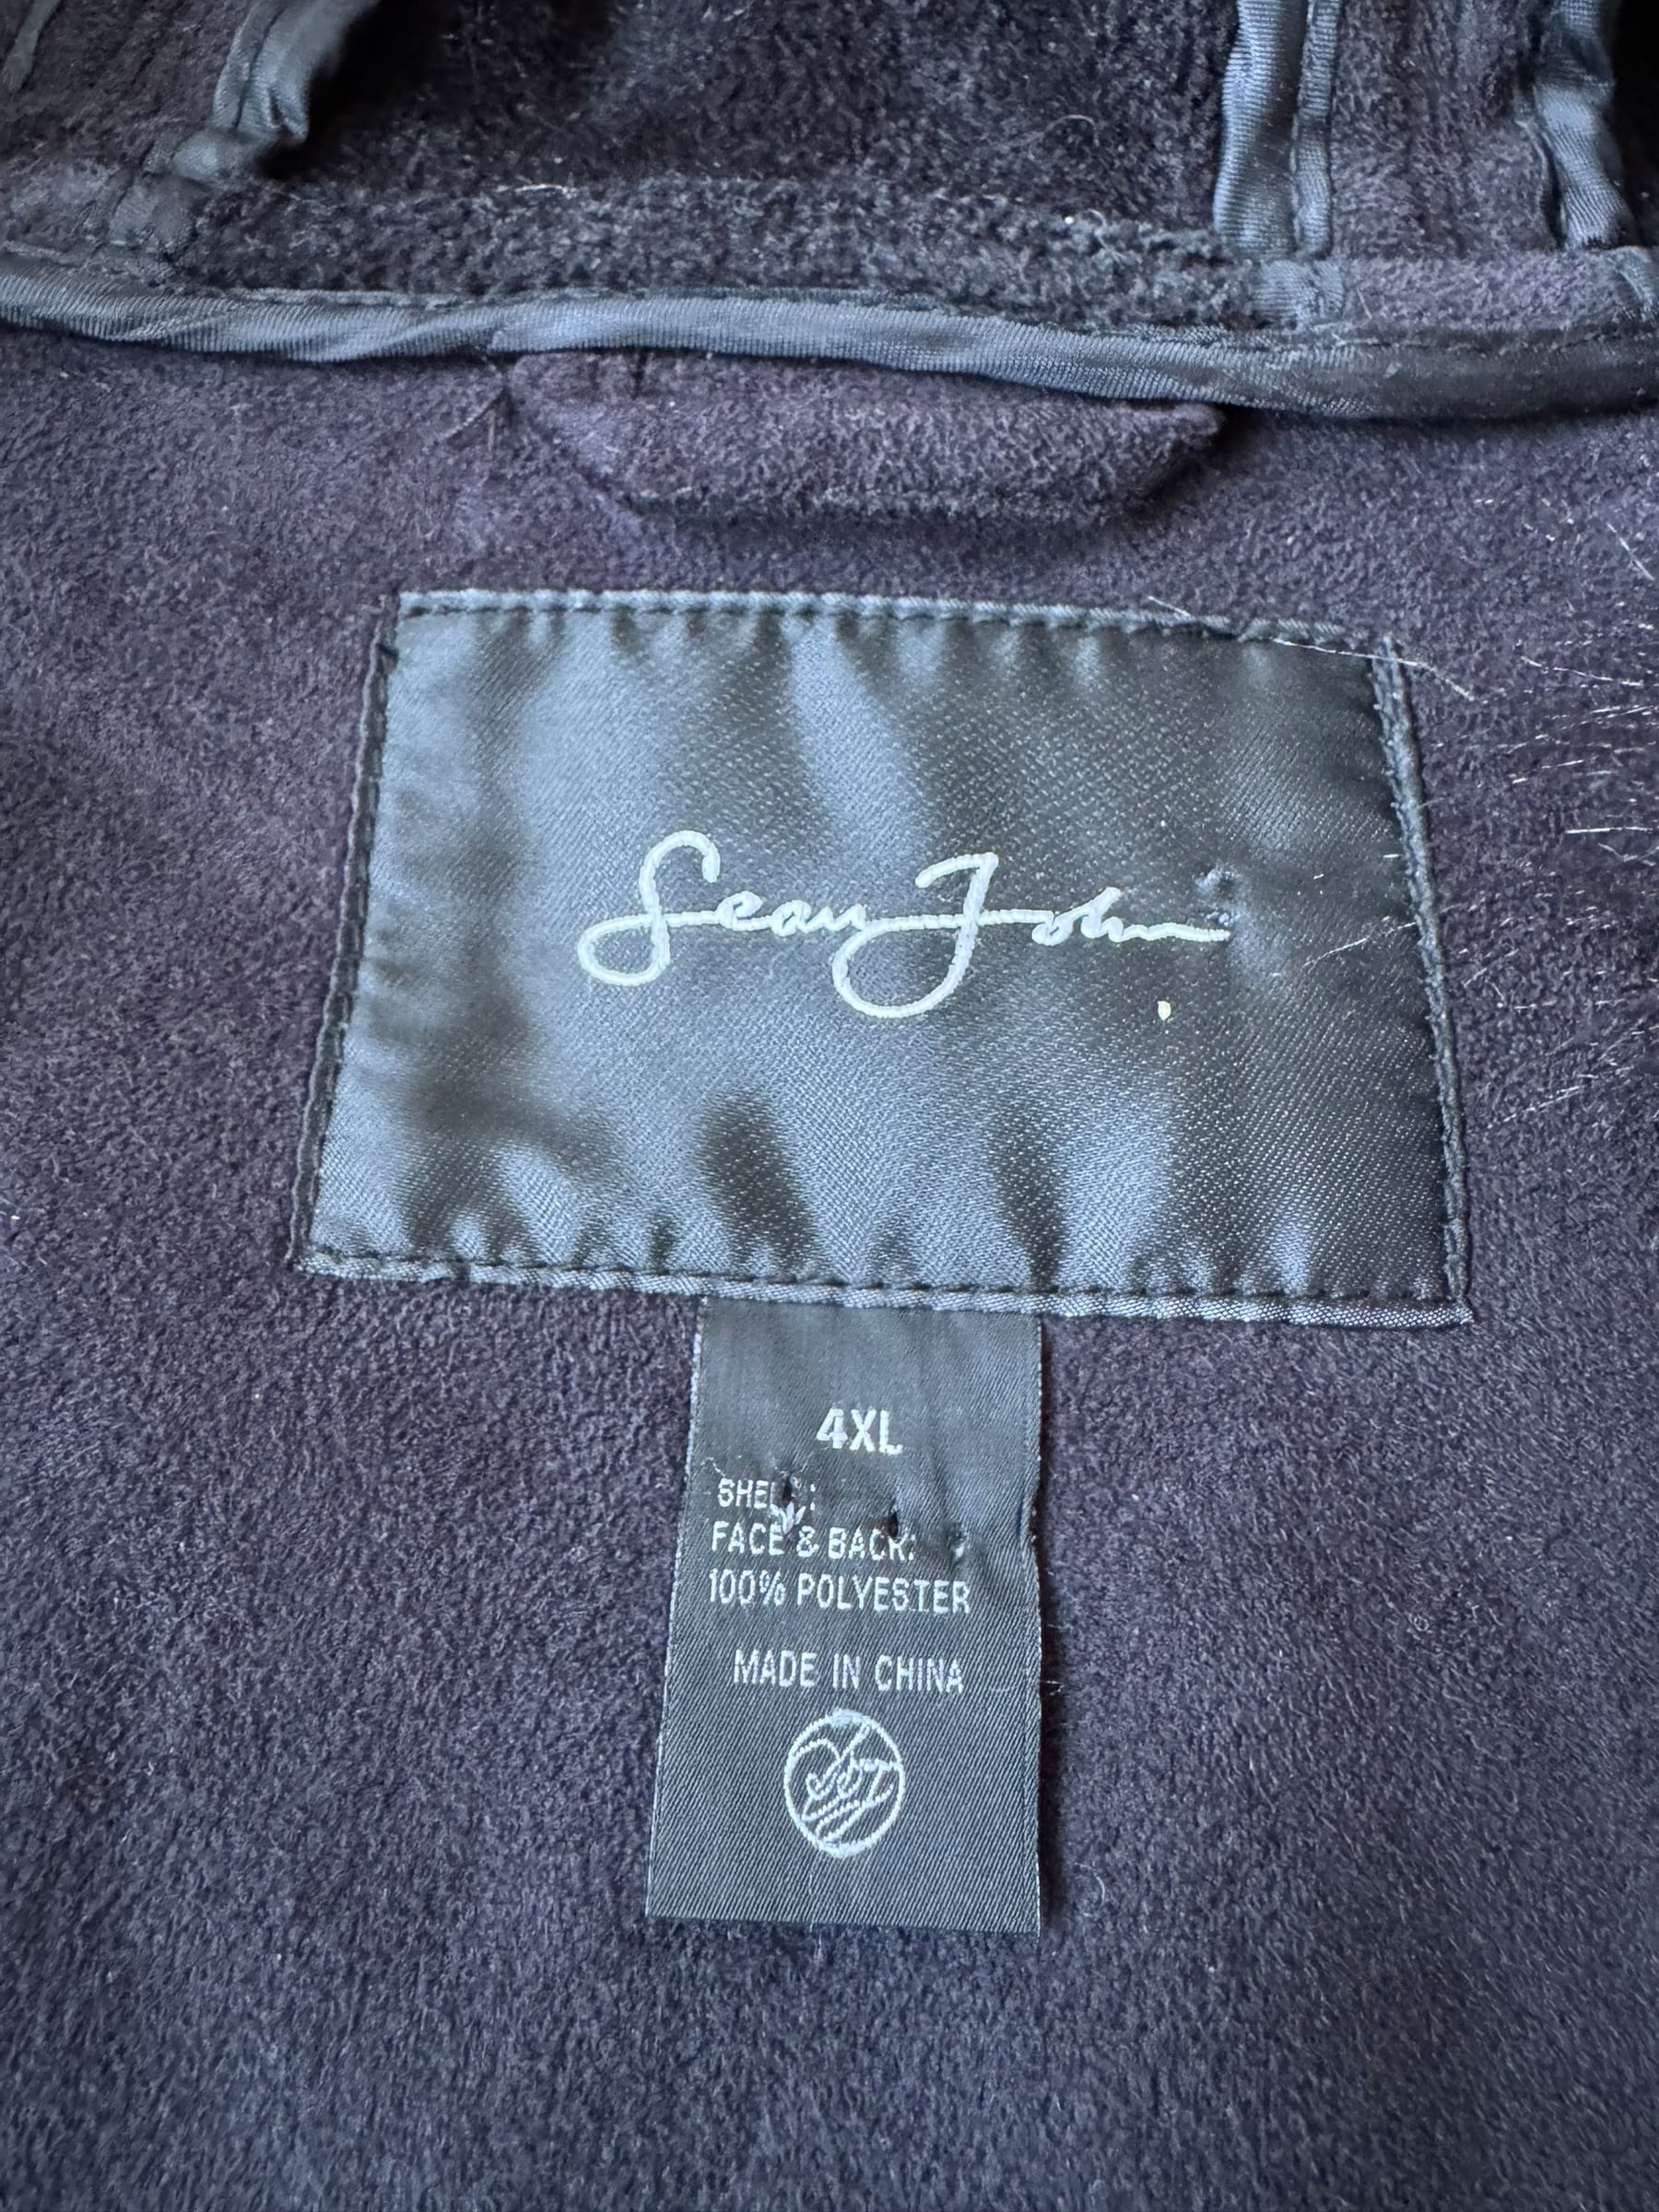 Sean John
4XL
SHELL:
FACE & BACK:
100% POLYESTER
MADE IN CHINA